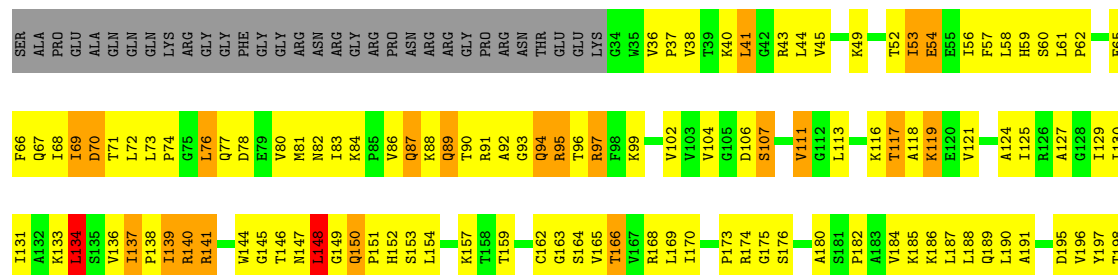 SER ALA PRO GLU ALA GLN GLN GLN LYS ARG GLY GLY PHE GLY GLY ARG ASN ARG GLY ARG PRO ASN ARG ARG GLY PRO ARG ASN THR GLU GLU LYS G34 W35 V36 P37 V38 T39 K40 L41 G42 R43 L44 V45 K49 T52 I53 E54 E55 I56 F57 L58 H59 S60 L61 P62
F66 Q67 I68 I69 D70 T71 L72 L73 P74 G75 L76 Q77 D78 E79 V80 M81 N82 I83 K84 P85 V86 Q87 K88 Q89 T90 R91 A92 G93 Q94 R95 T96 R97 F98 K99 V102 V103 V104 G105 D106 S107 V111 G112 L113 K116 T117 A118 K119 E120 V121 A124 I125 R126 A127 G128 I129 I130
I131 A132 K133 L134 S135 V136 I137 P138 I139 R140 R141 W144 G145 T146 N147 L148 G149 Q150 P151 H152 S153 L154 K157 T158 T159 C162 G163 S164 V165 T166 V167 R168 L169 I170 P173 R174 G175 S176 A180 S181 P182 A183 V184 K185 K186 L187 L188 Q189 L190 A191 D195 V196 Y197